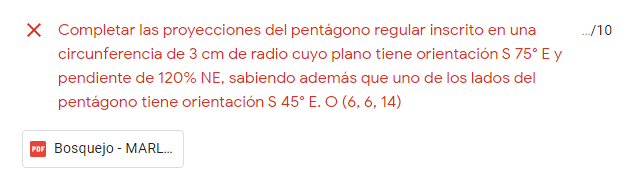 Completar las proyecciones del pentágono regular inscrito en una
…/10
circunferencia de 3 cm de radio cuyo plano tiene orientación S 75° E y
pendiente de 120% NE, sabiendo además que uno de los lados del
pentágono tiene orientación S 45° E. O (6, 6, 14)
PDF Bosquejo - MARL…